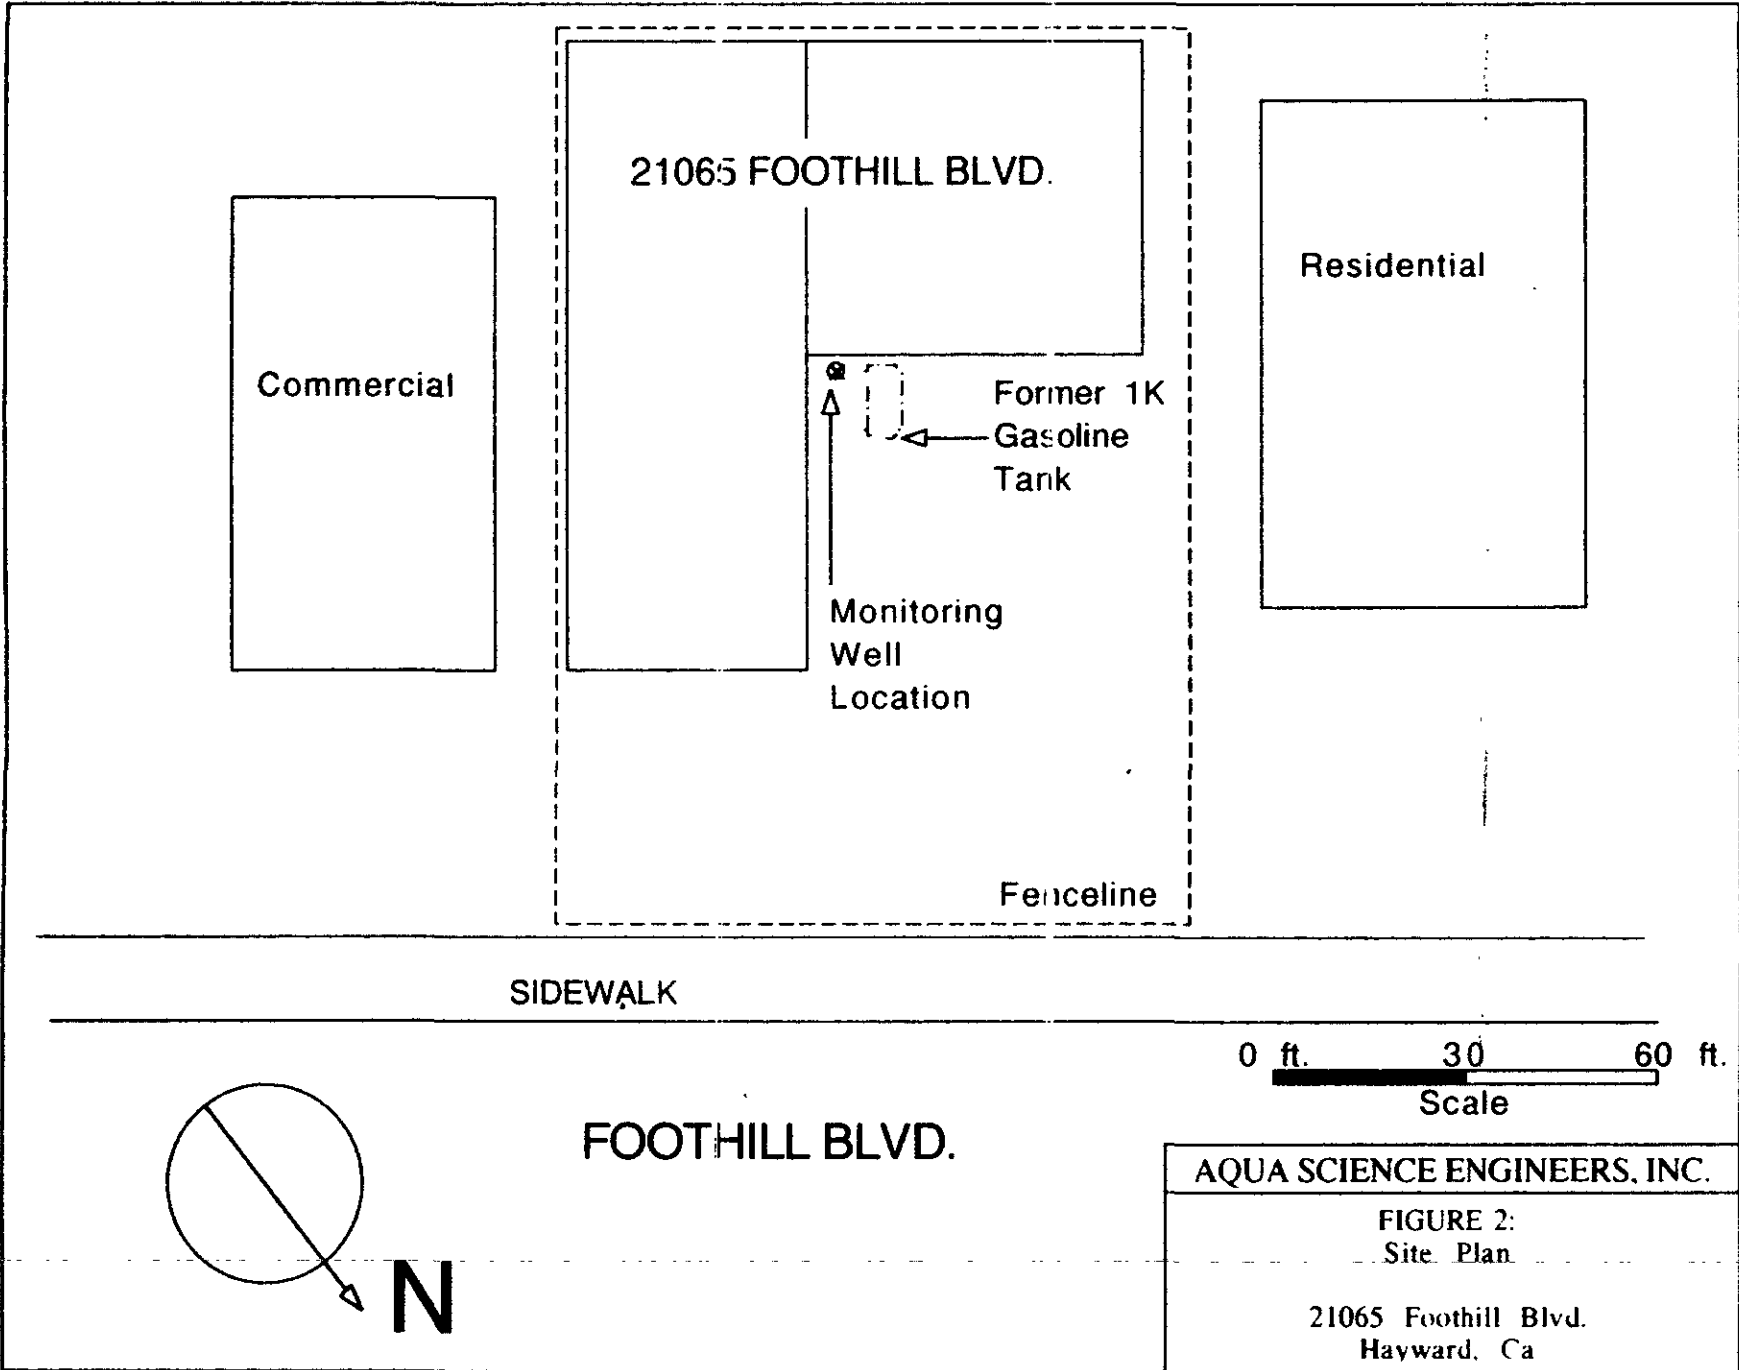 21065 FOOTHILL BLVD.
Commercial
Residential
Former 1K
Gasoline
Tank
Monitoring
Well
Location
Fenceline
SIDEWALK
0 ft. 30 60 ft.
Scale
FOOTHILL BLVD.
N
AQUA SCIENCE ENGINEERS, INC.
FIGURE 2:
Site Plan
21065 Foothill Blvd.
Hayward, Ca